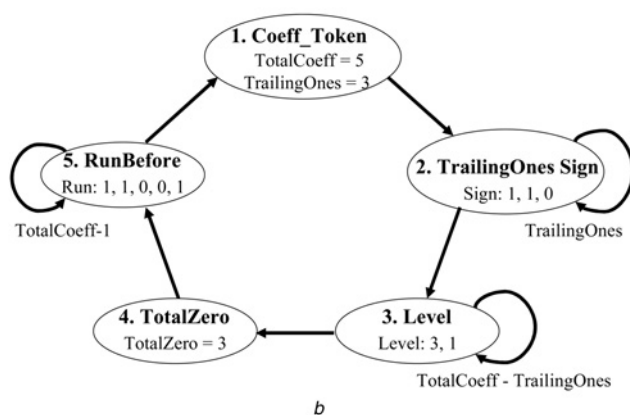 1. Coeff_Token
TotalCoeff = 5
TrailingOnes = 3
2. TrailingOnes Sign
Sign: 1, 1, 0
TrailingOnes
3. Level
Level: 3, 1
TotalCoeff - TrailingOnes
4. TotalZero
TotalZero = 3
5. RunBefore
Run: 1, 1, 0, 0, 1
TotalCoeff-1
b